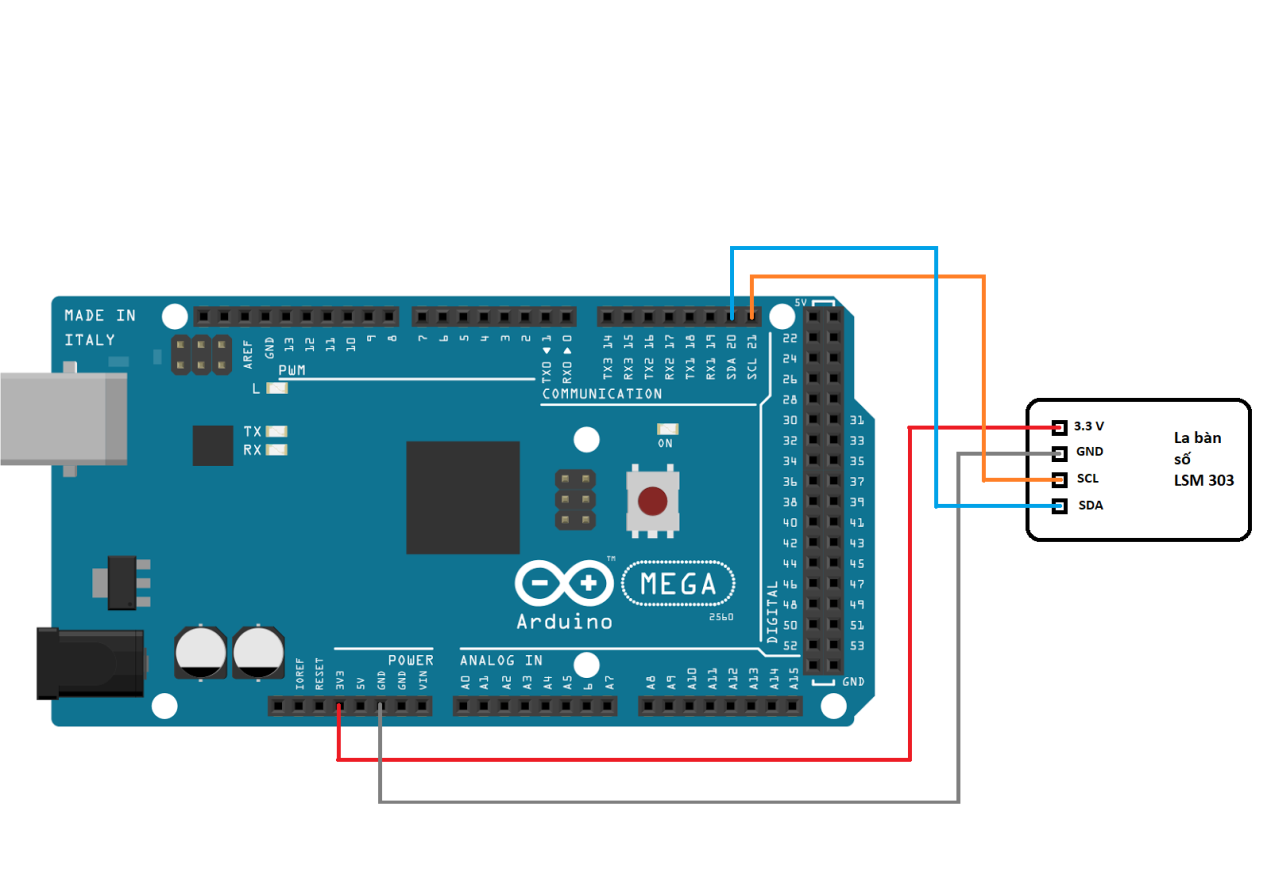 MADE IN
ITALY
AREF
GND
13
12
11
10
9
8
7
6
5
4
3
2
TX0 ◄ 1
RX0 ► 0
TX3 14
RX3 15
TX2 16
RX2 17
TX1 18
RX1 19
SDA 20
SCL 21
5V
PWM
L
COMMUNICATION
TX
RX
ON
22
24
26
28
30 31
32 33
34 35
36 37
38 39
40 41
42 43
44 45
46 47
48 49
50 51
52 53
DIGITAL
GND
3.3 V
GND
SCL
SDA
La bàn
số
LSM 303
TM
Arduino
MEGA
2560
POWER
ANALOG IN
IOREF
RESET
3V3
5V
GND
GND
VIN
A0
A1
A2
A3
A4
A5
6
A7
A8
A9
A10
A11
A12
A13
A14
A15